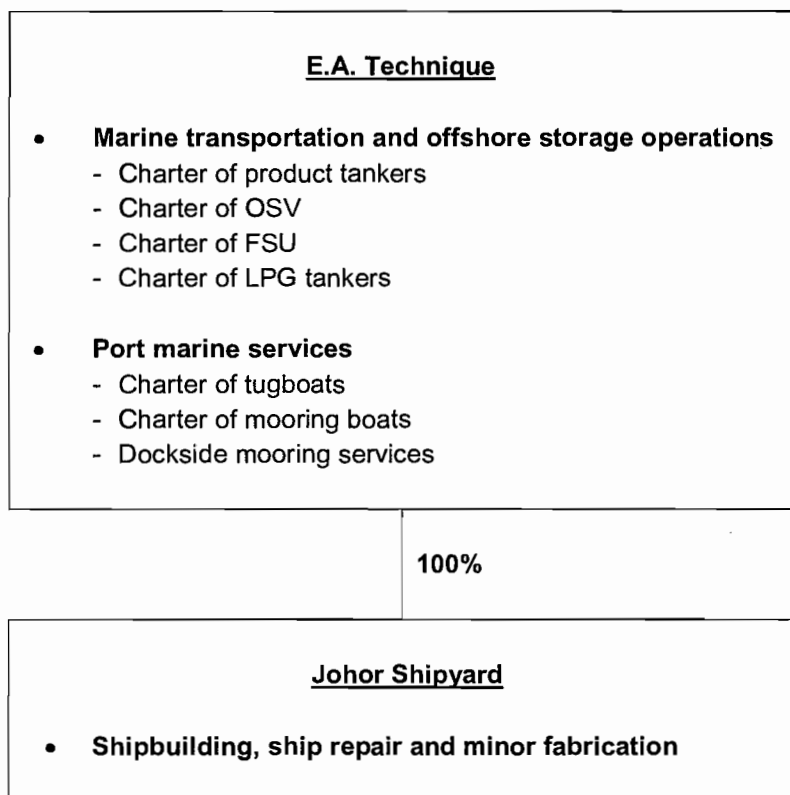 E.A. Technique
• Marine transportation and offshore storage operations
- Charter of product tankers
- Charter of OSV
- Charter of FSU
- Charter of LPG tankers
• Port marine services
- Charter of tugboats
- Charter of mooring boats
- Dockside mooring services
100%
Johor Shipyard
• Shipbuilding, ship repair and minor fabrication